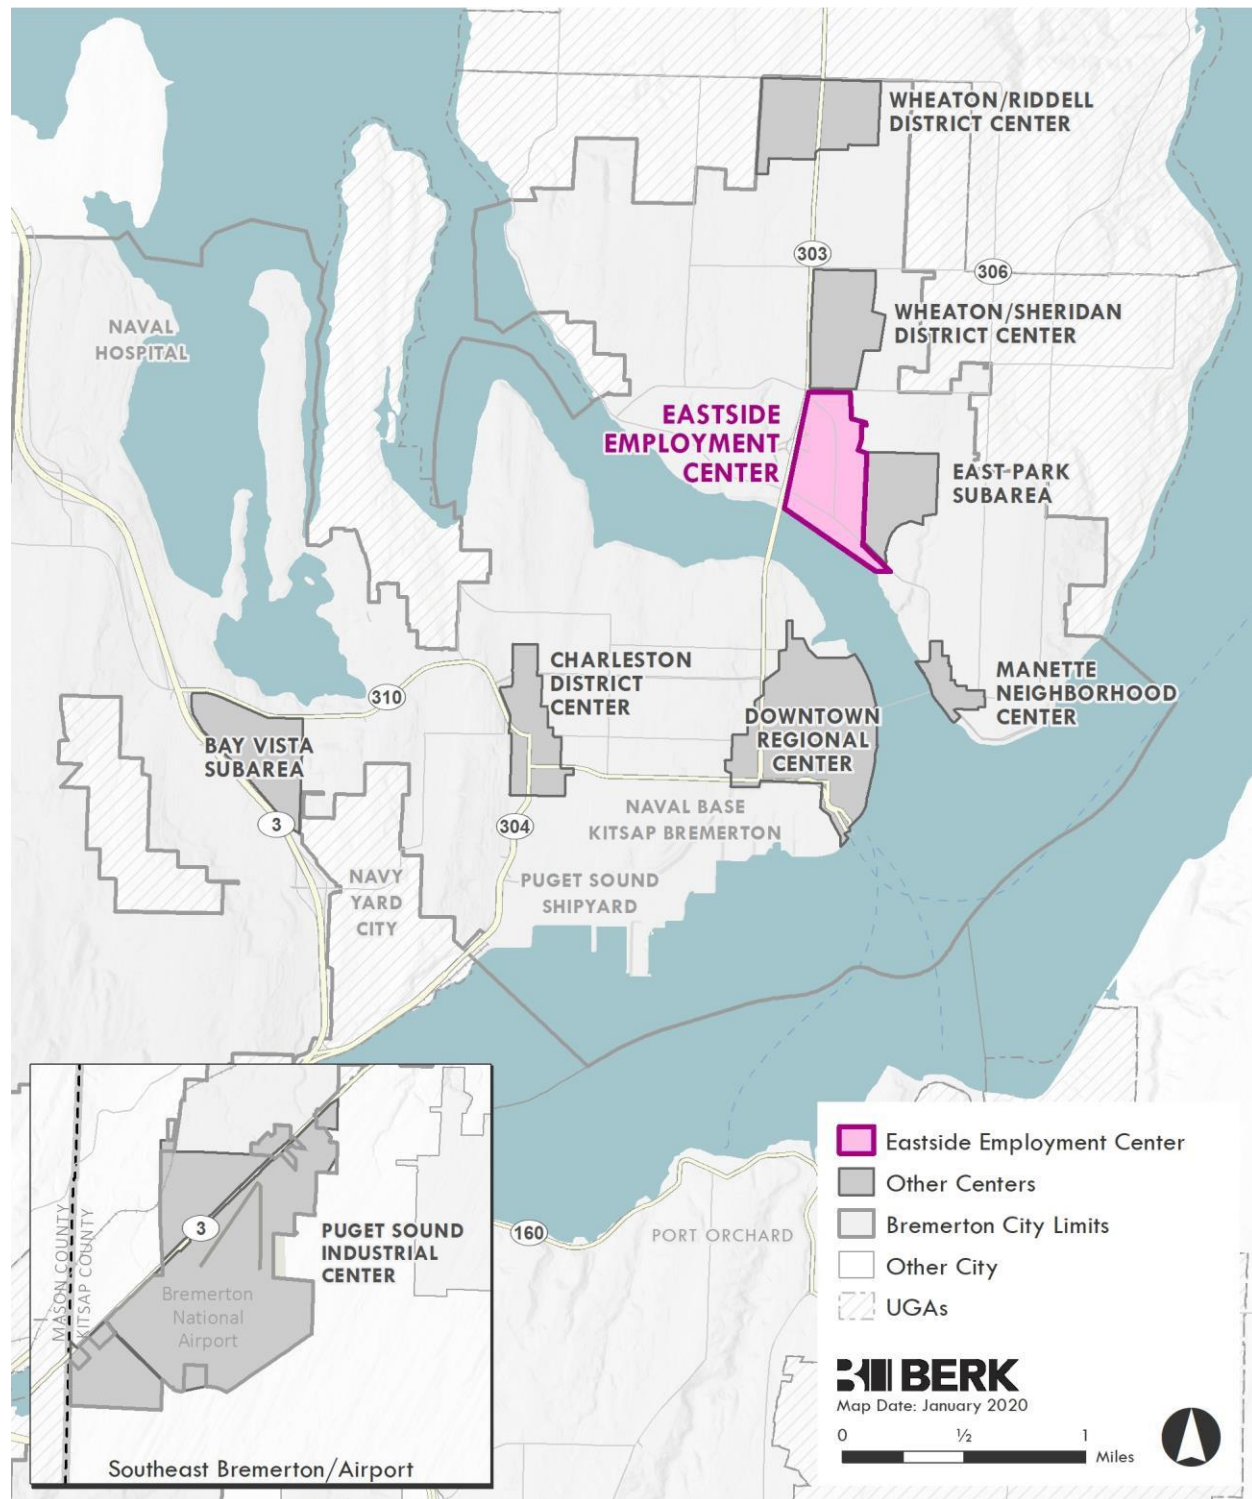 WHEATON/RIDDELL
DISTRICT CENTER
303
306
WHEATON/SHERIDAN
DISTRICT CENTER
NAVAL
HOSPITAL
EASTSIDE
EMPLOYMENT
CENTER
EAST PARK
SUBAREA
CHARLESTON
DISTRICT
CENTER
MANETTE
NEIGHBORHOOD
CENTER
310
DOWNTOWN
REGIONAL
CENTER
BAY VISTA
SUBAREA
3
304
NAVAL BASE
KITSAP BREMERTON
NAVY
YARD
CITY
PUGET SOUND
SHIPYARD
MASON COUNTY
KITSAP COUNTY
3
PUGET SOUND
INDUSTRIAL
CENTER
Bremerton
National
Airport
Southeast Bremerton/Airport
160
PORT ORCHARD
Eastside Employment Center
Other Centers
Bremerton City Limits
Other City
UGAs
BERK
Map Date: January 2020
0 ½ 1
Miles